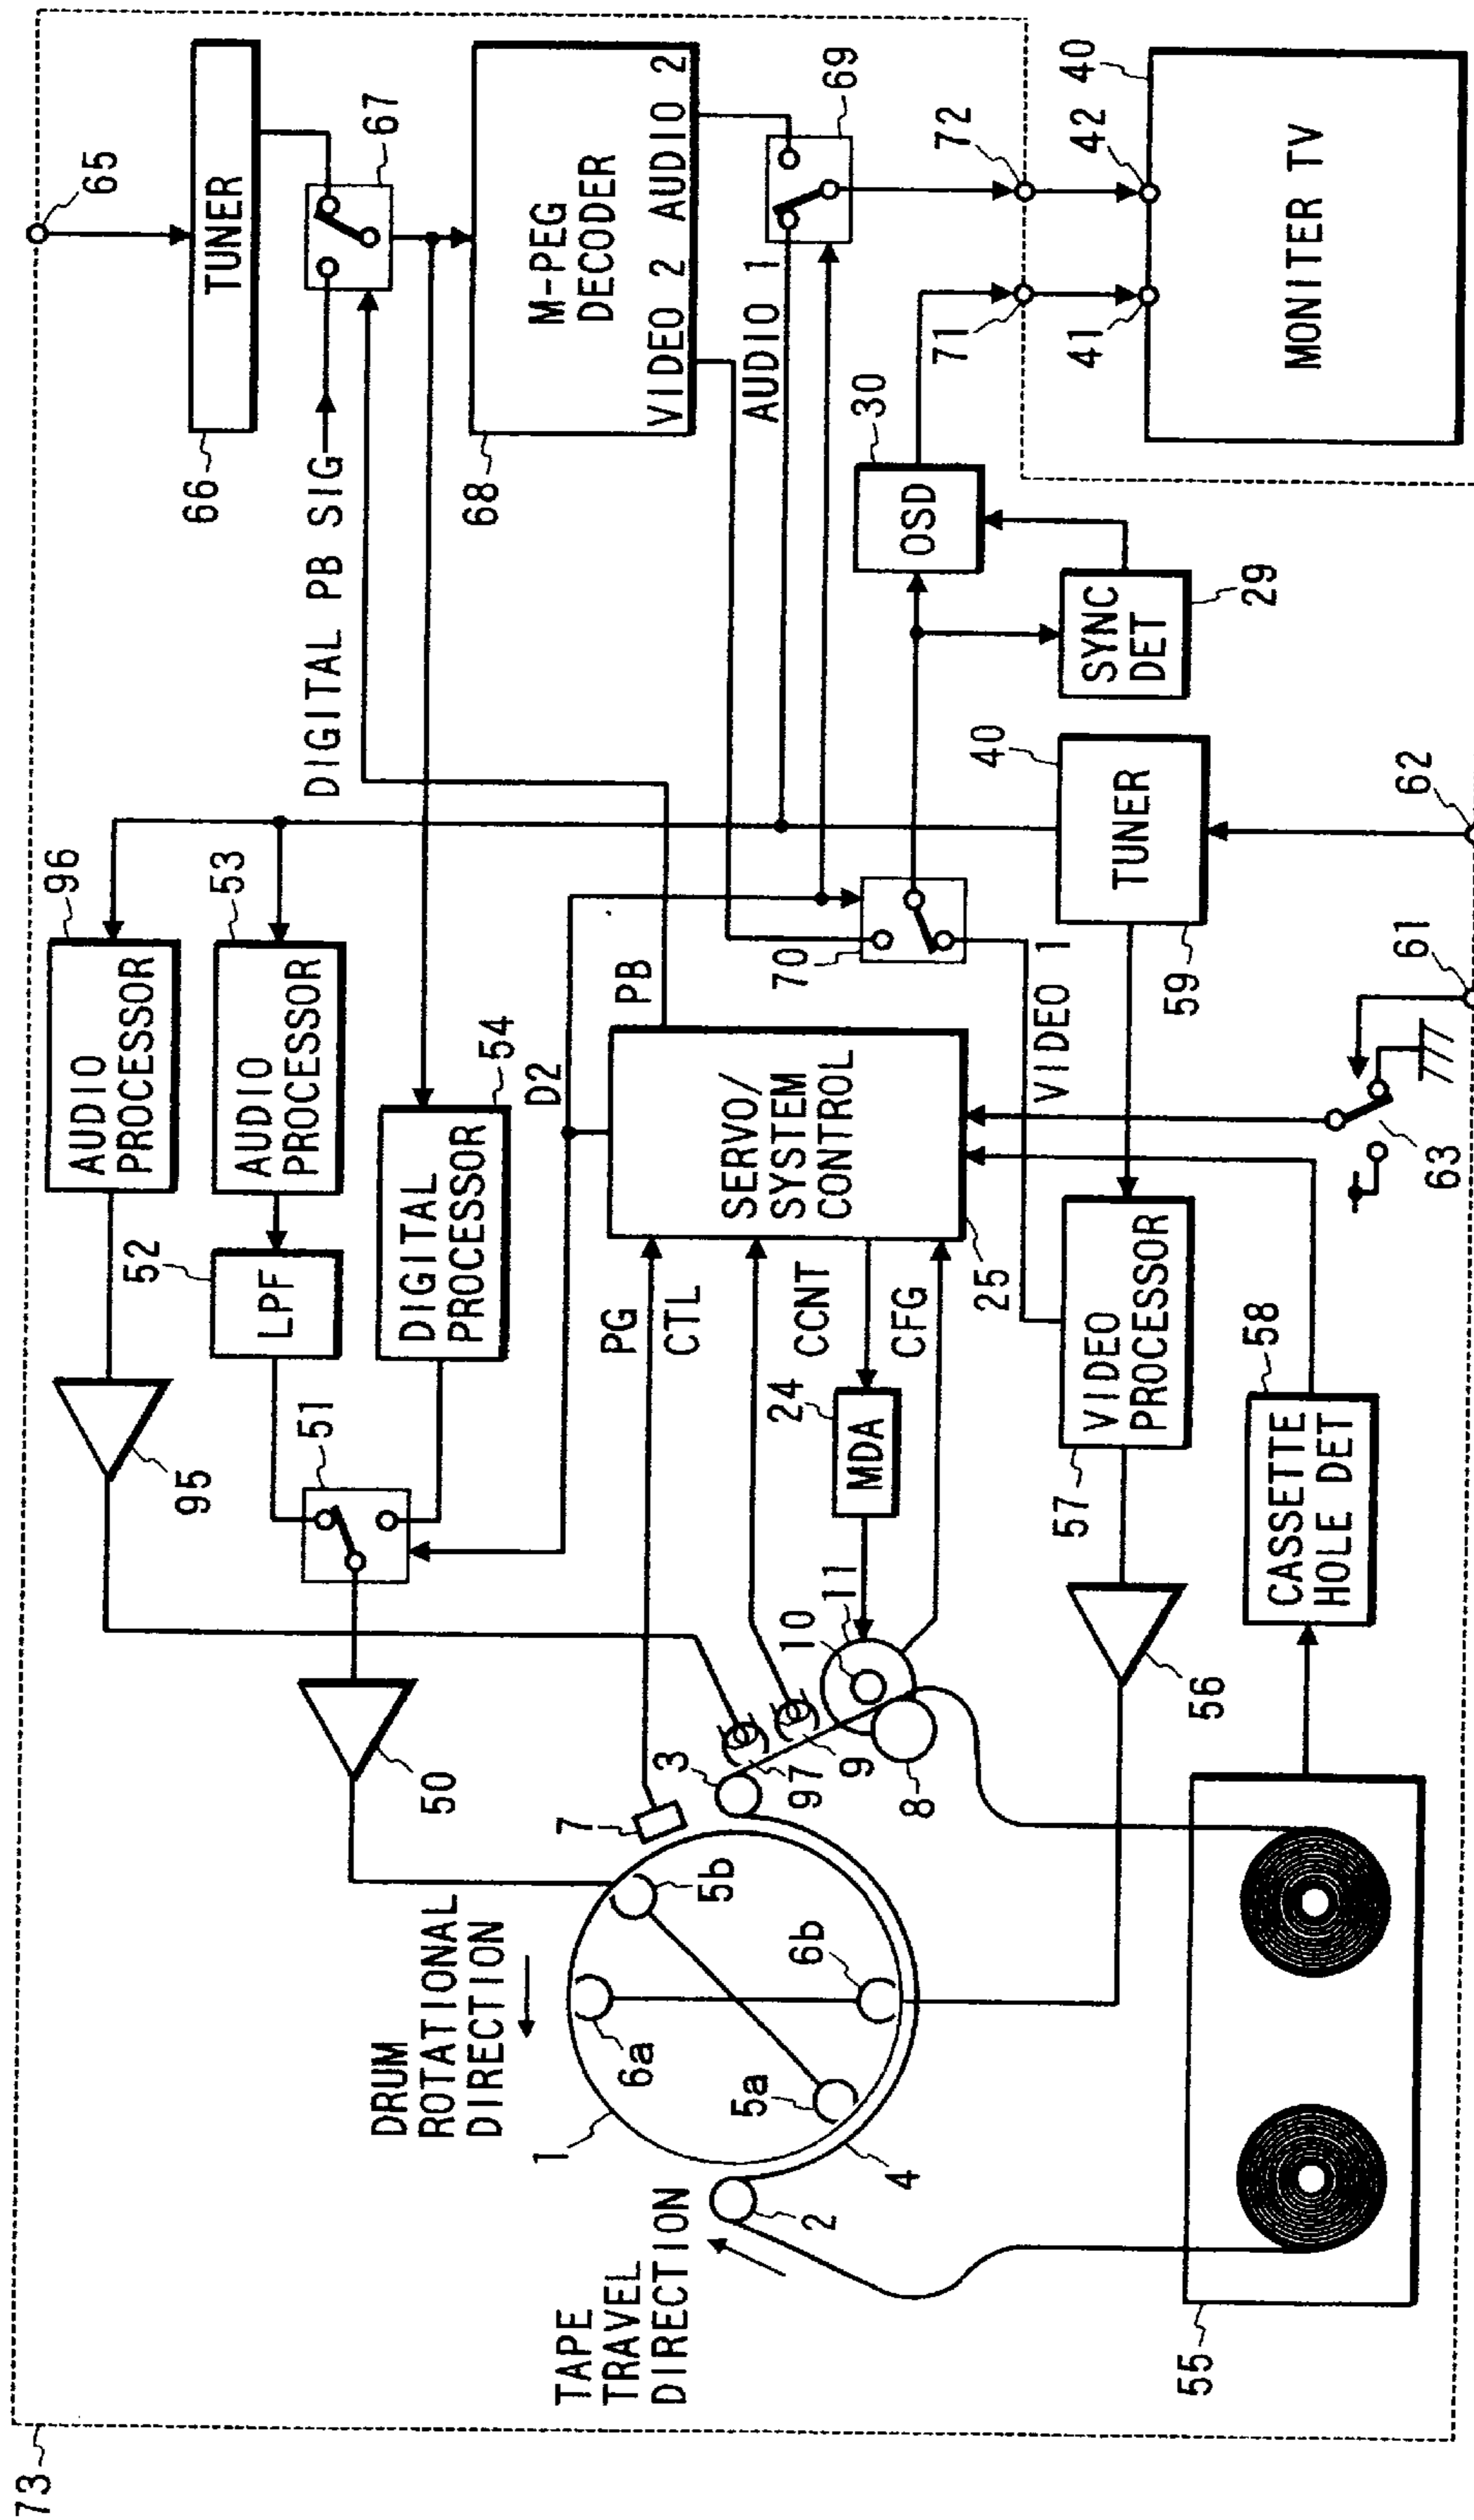 73
65
TUNER
66
67
DIGITAL PB SIG
M-PEG
DECODER
VIDEO 2 AUDIO 2
68
69
AUDIO 1
72
71
42
41
40
MONITER TV
30
OSD
SYNC
DET
29
96
AUDIO
PROCESSOR
53
AUDIO
PROCESSOR
52
LPF
54
DIGITAL
PROCESSOR
95
51
50
D2
PB
SERVO/
SYSTEM
CONTROL
25
PG
CTL
CCNT
CFG
24
MDA
70
VIDEO 1
40
TUNER
59
62
61
63
VIDEO
PROCESSOR
57
56
58
CASSETTE
HOLE DET
DRUM
ROTATIONAL
DIRECTION
TAPE
TRAVEL
DIRECTION
1
2
3
4
5a
5b
6a
6b
7
8
9
97
10
11
55